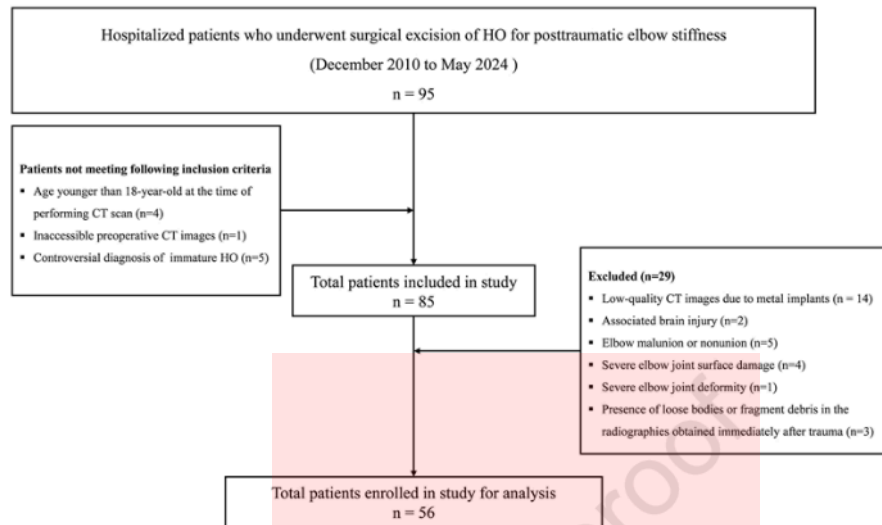 Hospitalized patients who underwent surgical excision of HO for posttraumatic elbow stiffness
(December 2010 to May 2024 )
n = 95
Patients not meeting following inclusion criteria
▪ Age younger than 18-year-old at the time of
performing CT scan (n=4)
▪ Inaccessible preoperative CT images (n=1)
▪ Controversial diagnosis of immature HO (n=5)
Total patients included in study
n = 85
Excluded (n=29)
▪ Low-quality CT images due to metal implants (n = 14)
▪ Associated brain injury (n=2)
▪ Elbow malunion or nonunion (n=5)
▪ Severe elbow joint surface damage (n=4)
▪ Severe elbow joint deformity (n=1)
▪ Presence of loose bodies or fragment debris in the
radiographies obtained immediately after trauma (n=3)
Total patients enrolled in study for analysis
n = 56